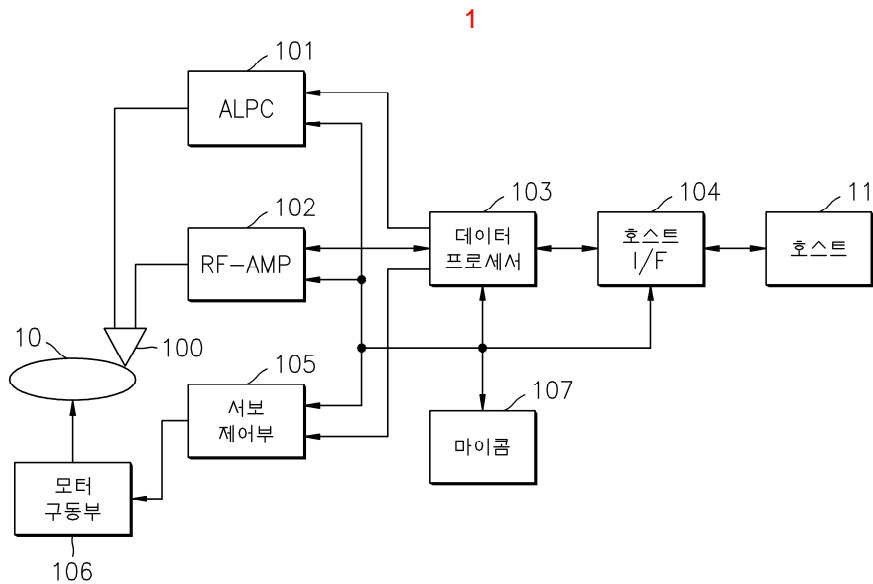 1
101
ALPC
102
RF-AMP
103
데이터
프로세서
104
호스트
I/F
11
호스트
10
100
105
서보
제어부
107
마이콤
모터
구동부
106